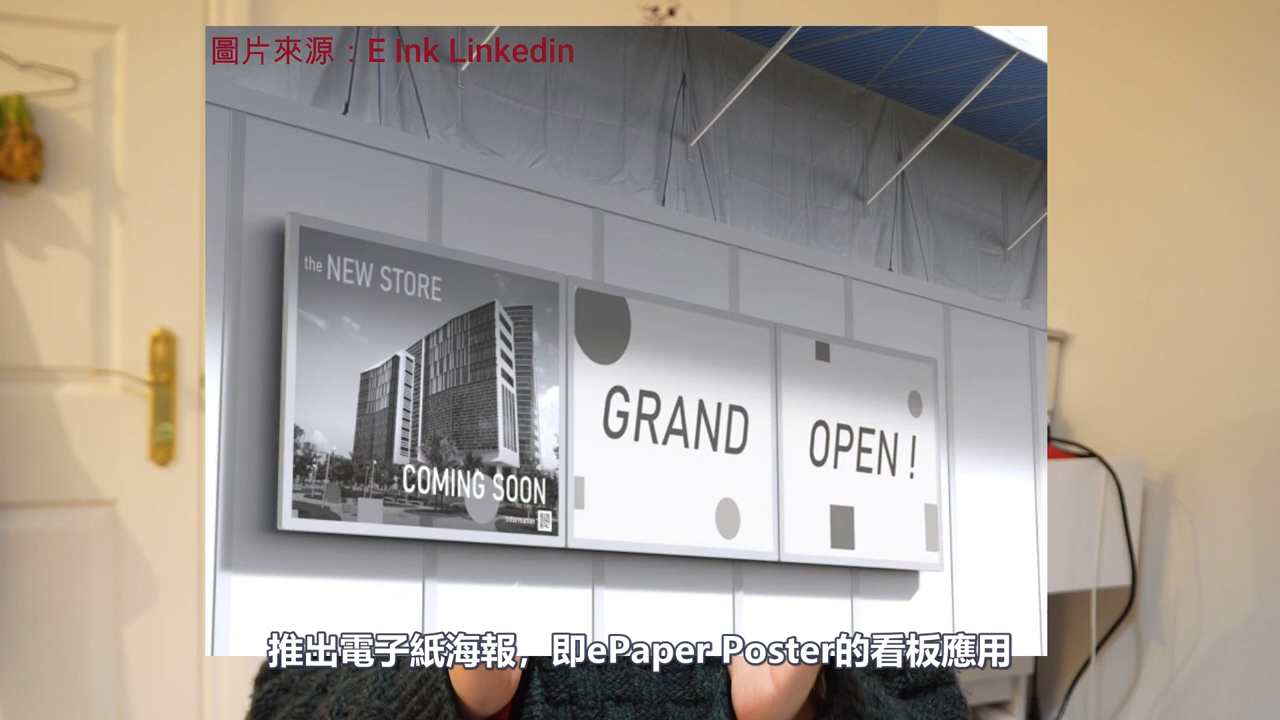 圖片來源：E Ink Linkedin
the NEW STORE
COMING SOON
Information
GRAND
OPEN !
推出電子紙海報，即ePaper Poster的看板應用